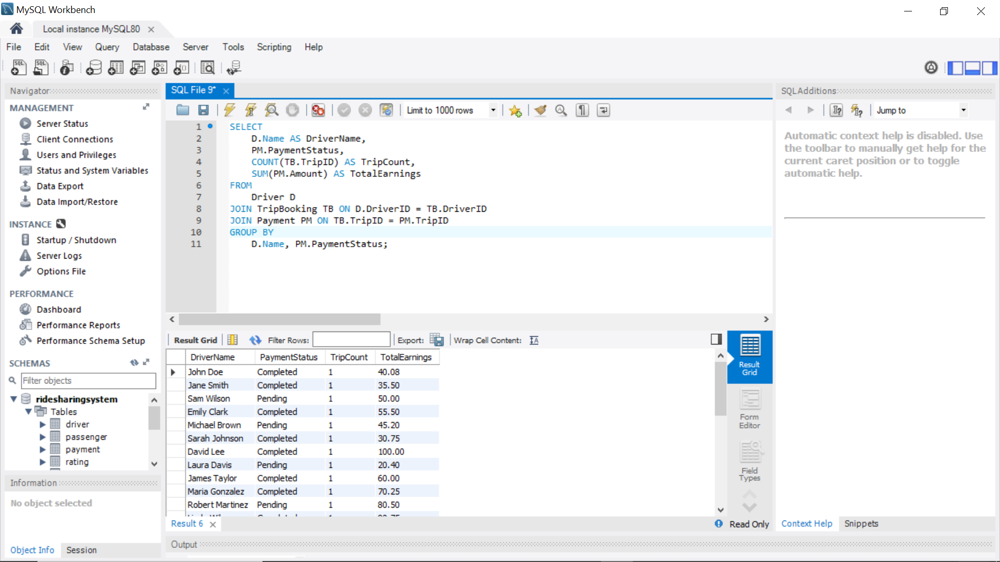 MySQL Workbench
Local instance MySQL80
File Edit View Query Database Server Tools Scripting Help
Navigator
MANAGEMENT
Server Status
Client Connections
Users and Privileges
Status and System Variables
Data Export
Data Import/Restore
INSTANCE
Startup / Shutdown
Server Logs
Options File
PERFORMANCE
Dashboard
Performance Reports
Performance Schema Setup
SCHEMAS
Filter objects
ridesharingsystem
Tables
driver
passenger
payment
rating
Information
No object selected
Object Info Session
SQL File 9*
Limit to 1000 rows
1 SELECT
2 D.Name AS DriverName,
3 PM.PaymentStatus,
4 COUNT(TB.TripID) AS TripCount,
5 SUM(PM.Amount) AS TotalEarnings
6 FROM
7 Driver D
8 JOIN TripBooking TB ON D.DriverID = TB.DriverID
9 JOIN Payment PM ON TB.TripID = PM.TripID
10 GROUP BY
11 D.Name, PM.PaymentStatus;
Result Grid Filter Rows: Export: Wrap Cell Content:
DriverName PaymentStatus TripCount TotalEarnings
John Doe Completed 1 40.08
Jane Smith Completed 1 35.50
Sam Wilson Pending 1 50.00
Emily Clark Completed 1 55.50
Michael Brown Pending 1 45.20
Sarah Johnson Completed 1 30.75
David Lee Completed 1 100.00
Laura Davis Pending 1 20.40
James Taylor Completed 1 60.00
Maria Gonzalez Completed 1 70.25
Robert Martinez Pending 1 80.50
Result Grid
Form Editor
Field Types
Result 6
Read Only
Output
SQLAdditions
Jump to
Automatic context help is disabled. Use
the toolbar to manually get help for the
current caret position or to toggle
automatic help.
Context Help Snippets